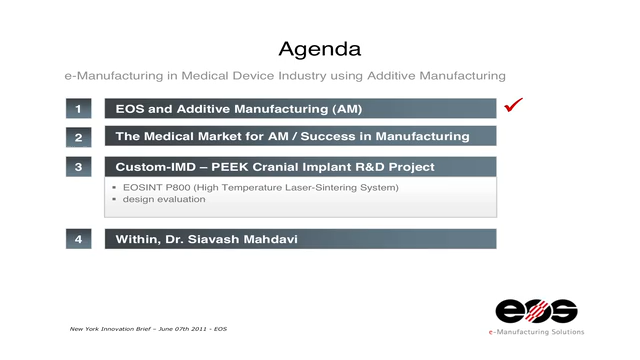 Agenda
e-Manufacturing in Medical Device Industry using Additive Manufacturing
1 EOS and Additive Manufacturing (AM)
2 The Medical Market for AM / Success in Manufacturing
3 Custom-IMD – PEEK Cranial Implant R&D Project
▪ EOSINT P800 (High Temperature Laser-Sintering System)
▪ design evaluation
4 Within, Dr. Siavash Mahdavi
eos
New York Innovation Brief – June 07th 2011 - EOS
e-Manufacturing Solutions